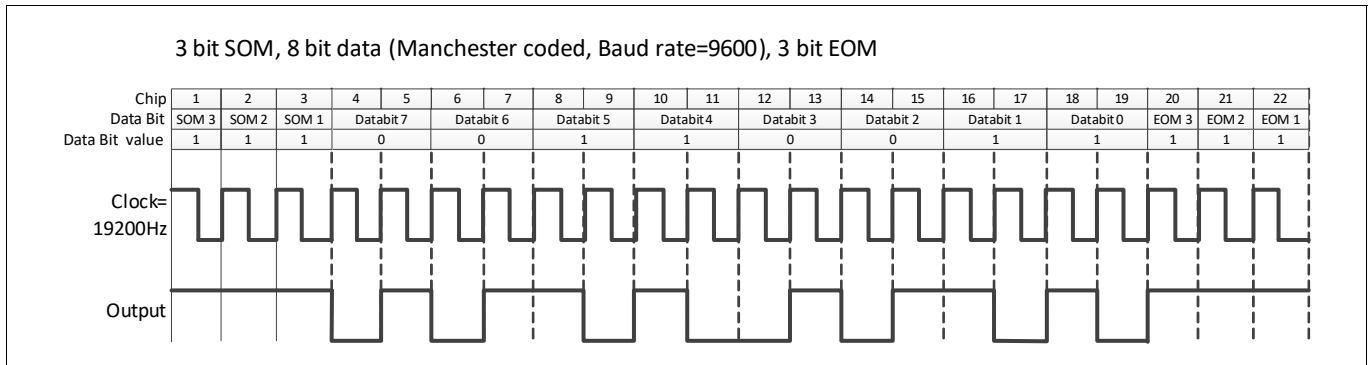 3 bit SOM, 8 bit data (Manchester coded, Baud rate=9600), 3 bit EOM
Chip 1 2 3 4 5 6 7 8 9 10 11 12 13 14 15 16 17 18 19 20 21 22
Data Bit SOM 3 SOM 2 SOM 1 Databit 7 Databit 6 Databit 5 Databit 4 Databit 3 Databit 2 Databit 1 Databit 0 EOM 3 EOM 2 EOM 1
Data Bit value 1 1 1 0 0 1 1 0 0 1 1 1 1 1
Clock=
19200Hz
Output